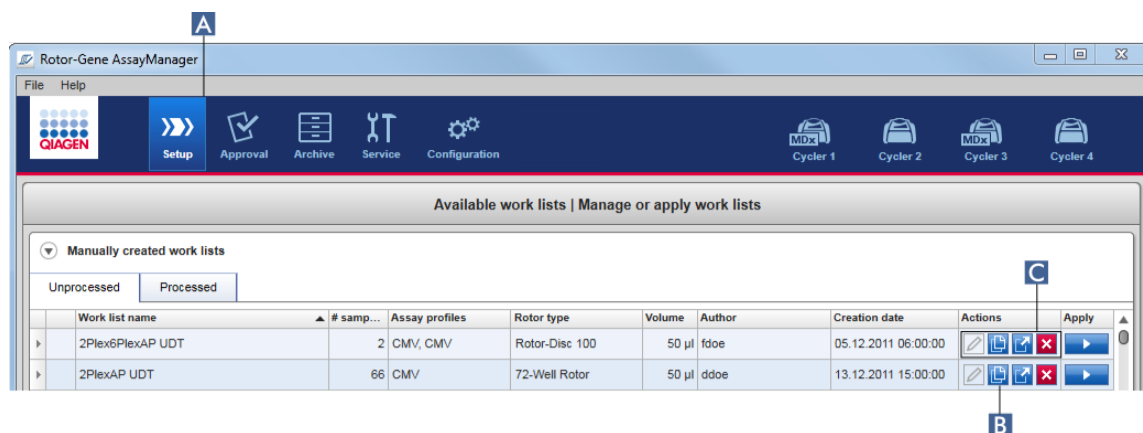 A
Rotor-Gene AssayManager
File Help
QIAGEN
Setup Approval Archive Service Configuration
MDx MDx
Cycler 1 Cycler 2 Cycler 3 Cycler 4
Available work lists | Manage or apply work lists
Manually created work lists
C
Unprocessed Processed
Work list name # samp... Assay profiles Rotor type Volume Author Creation date Actions Apply
2Plex6PlexAP UDT 2 CMV, CMV Rotor-Disc 100 50 µl fdoe 05.12.2011 06:00:00
2PlexAP UDT 66 CMV 72-Well Rotor 50 µl ddoe 13.12.2011 15:00:00
B